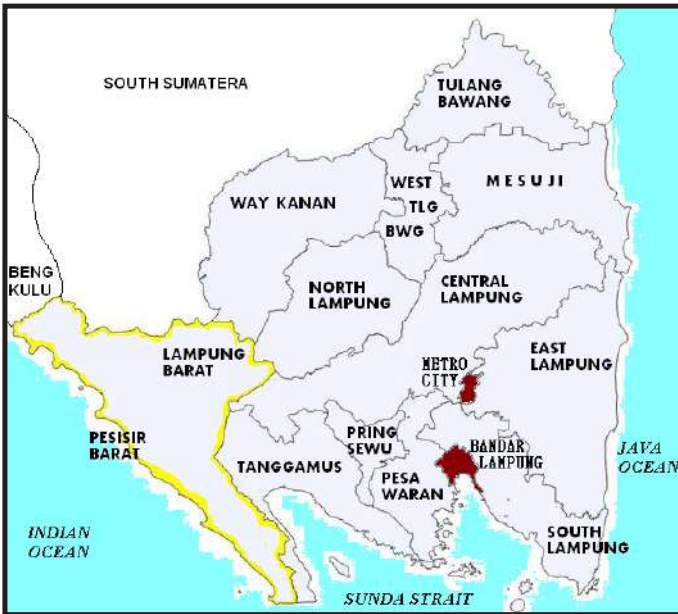 SOUTH SUMATERA
TULANG
BAWANG
WEST
TLG
BWG
MESUJI
WAY KANAN
BENG
KULU
NORTH
LAMPUNG
CENTRAL
LAMPUNG
LAMPUNG
BARAT
METRO
CITY
EAST
LAMPUNG
PESISIR
BARAT
PRING
SEWU
TANGGAMUS
PESA
WARAN
BANDAR
LAMPUNG
JAVA
OCEAN
INDIAN
OCEAN
SOUTH
LAMPUNG
SUNDA STRAIT